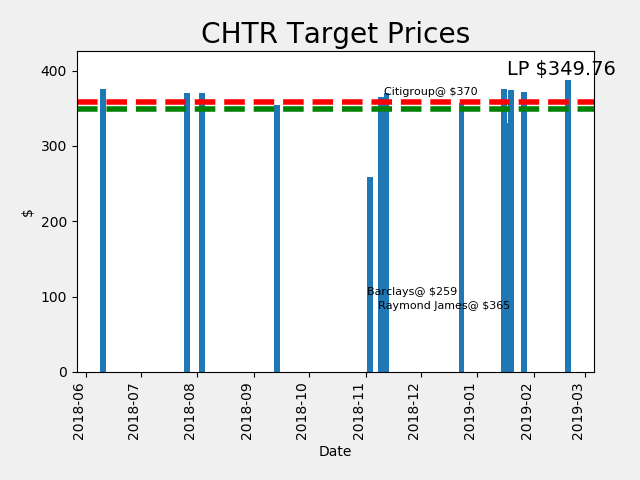 CHTR Target Prices
LP $349.76
Citigroup@ $370
Barclays@ $259
Raymond James@ $365
$
400
300
200
100
0
2018-06
2018-07
2018-08
2018-09
2018-10
2018-11
2018-12
2019-01
2019-02
2019-03
Date